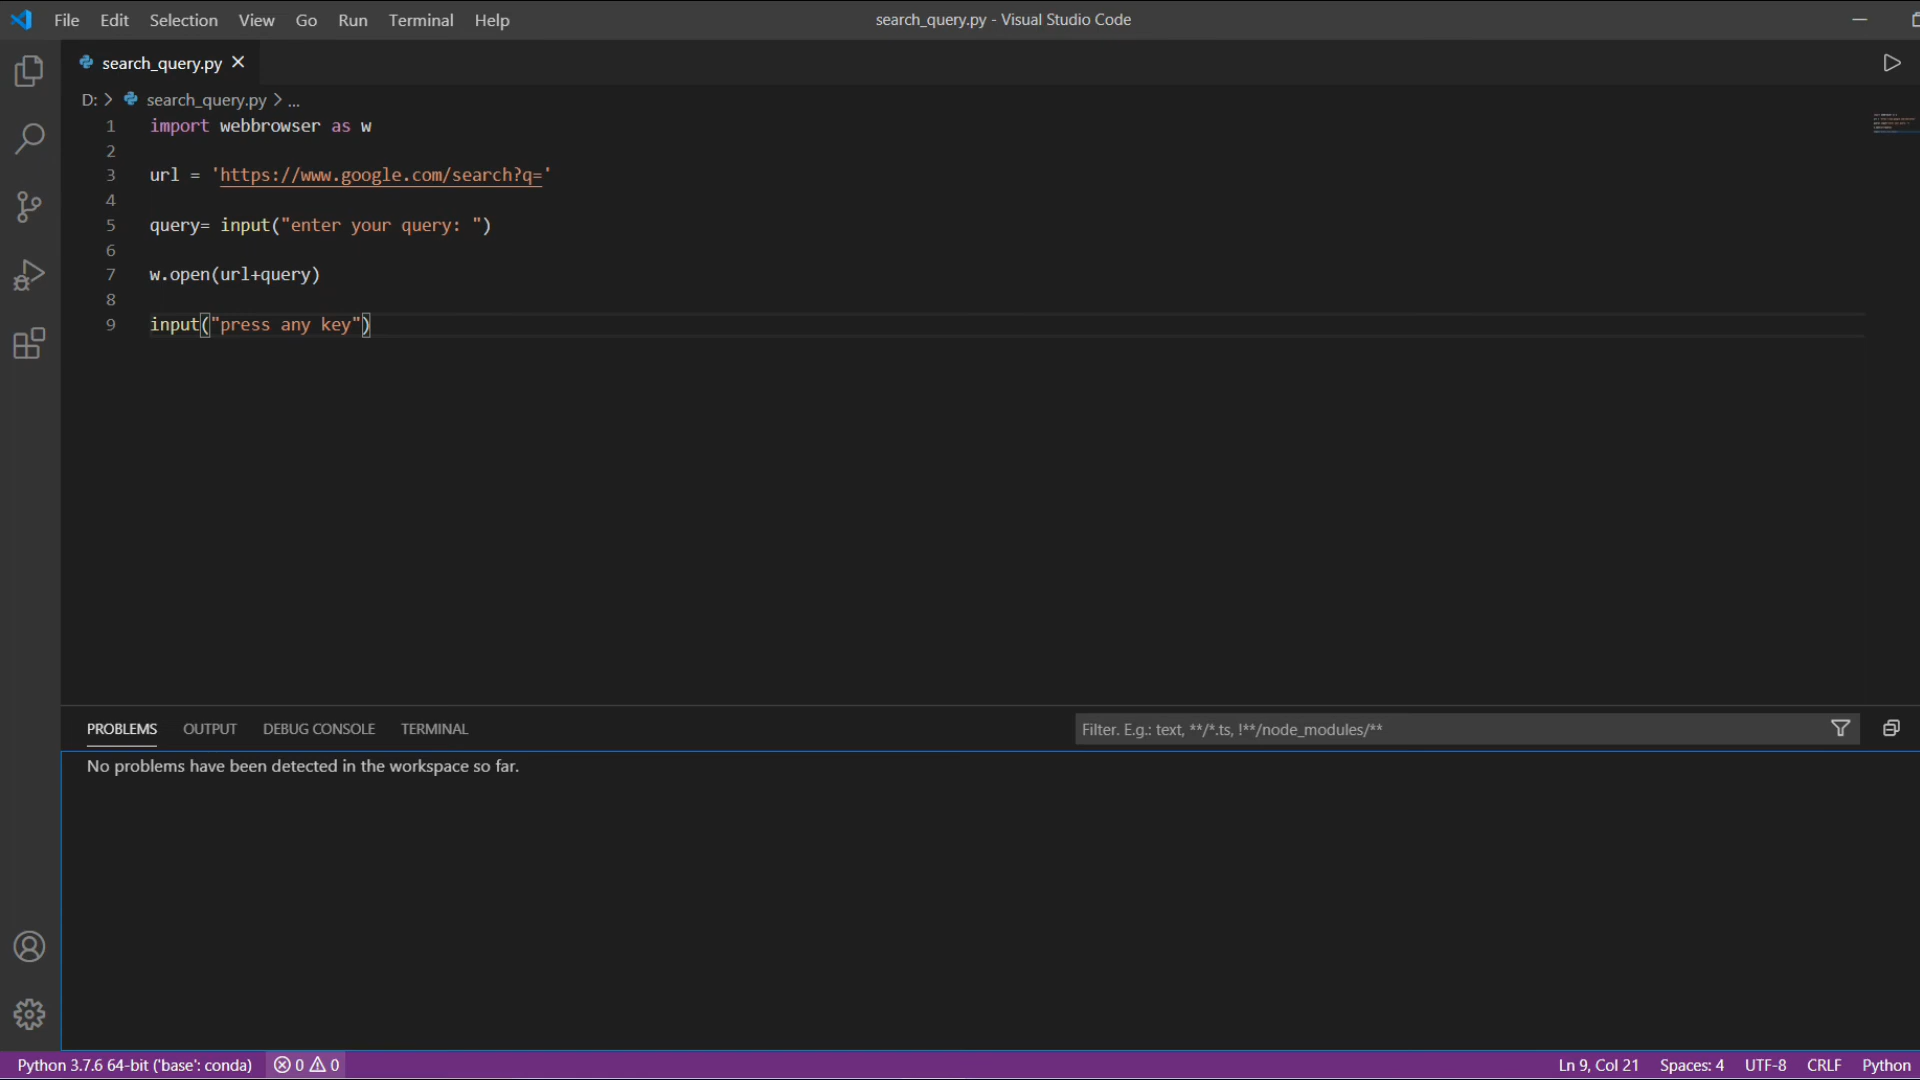 File Edit Selection View Go Run Terminal Help search_query.py - Visual Studio Code
search_query.py
D: > search_query.py > ...
1 import webbrowser as w
2
3 url = 'https://www.google.com/search?q='
4
5 query= input("enter your query: ")
6
7 w.open(url+query)
8
9 input("press any key")
PROBLEMS OUTPUT DEBUG CONSOLE TERMINAL Filter. E.g.: text, **/*.ts, !**/node_modules/**
No problems have been detected in the workspace so far.
Python 3.7.6 64-bit ('base': conda) 0 0 Ln 9, Col 21 Spaces: 4 UTF-8 CRLF Python